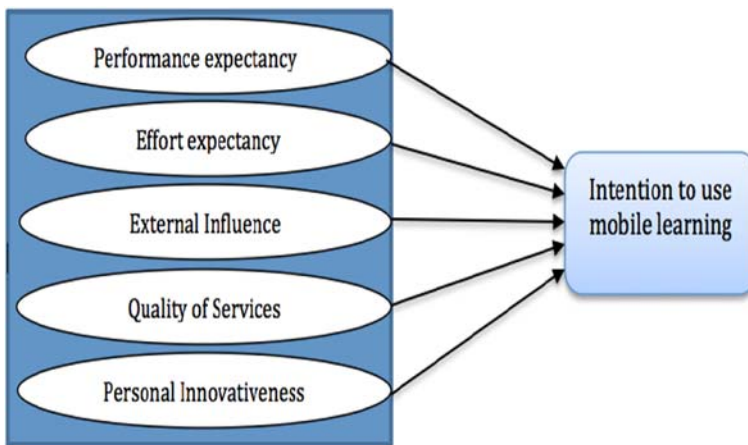 Performance expectancy
Effort expectancy
External Influence
Quality of Services
Personal Innovativeness
Intention to use
mobile learning